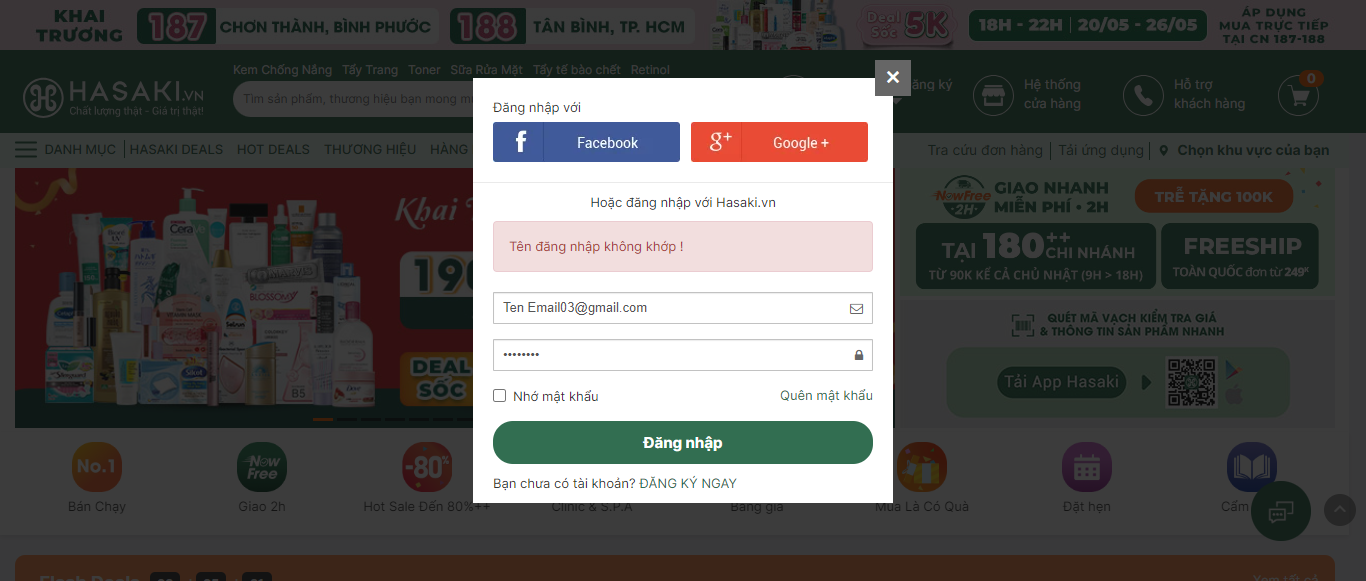 KHAI TRƯƠNG
187 CHƠN THÀNH, BÌNH PHƯỚC
188 TÂN BÌNH, TP. HCM
Deal Sốc 5K
18H - 22H | 20/05 - 26/05
ÁP DỤNG
MUA TRỰC TIẾP
TẠI CN 187-188
Kem Chống Nắng Tẩy Trang Toner Sữa Rửa Mặt Tẩy tế bào chết Retinol
HASAKI.VN
Chất lượng thật - Giá trị thật!
Tìm sản phẩm, thương hiệu bạn mong mu
ăng ký
Hệ thống
cửa hàng
Hỗ trợ
khách hàng
0
DANH MỤC
HASAKI DEALS
HOT DEALS
THƯƠNG HIỆU
HÀNG
Tra cứu đơn hàng
Tải ứng dụng
Chọn khu vực của bạn
Đăng nhập với
f Facebook
g+ Google +
Hoặc đăng nhập với Hasaki.vn
Tên đăng nhập không khớp !
Ten Email03@gmail.com
••••••••
Nhớ mật khẩu
Quên mật khẩu
Đăng nhập
Bạn chưa có tài khoản? ĐĂNG KÝ NGAY
Khai
190
DEAL
SỐC
CeraVe
BLOSSOMY
NowFree 2H
GIAO NHANH
MIỄN PHÍ • 2H
TRỄ TẶNG 100K
TẠI 180++ CHI NHÁNH
TỪ 90K KỂ CẢ CHỦ NHẬT (9H > 18H)
FREESHIP
TOÀN QUỐC đơn từ 249K
QUÉT MÃ VẠCH KIỂM TRA GIÁ
& THÔNG TIN SẢN PHẨM NHANH
Tải App Hasaki
No.1
Bán Chạy
Now Free
Giao 2h
-80%
Hot Sale Đến 80%++
Clinic & S.P.A
Bảng giá
Mua Là Có Quà
Đặt hẹn
Cẩm
Flash Deals
Xem tất cả